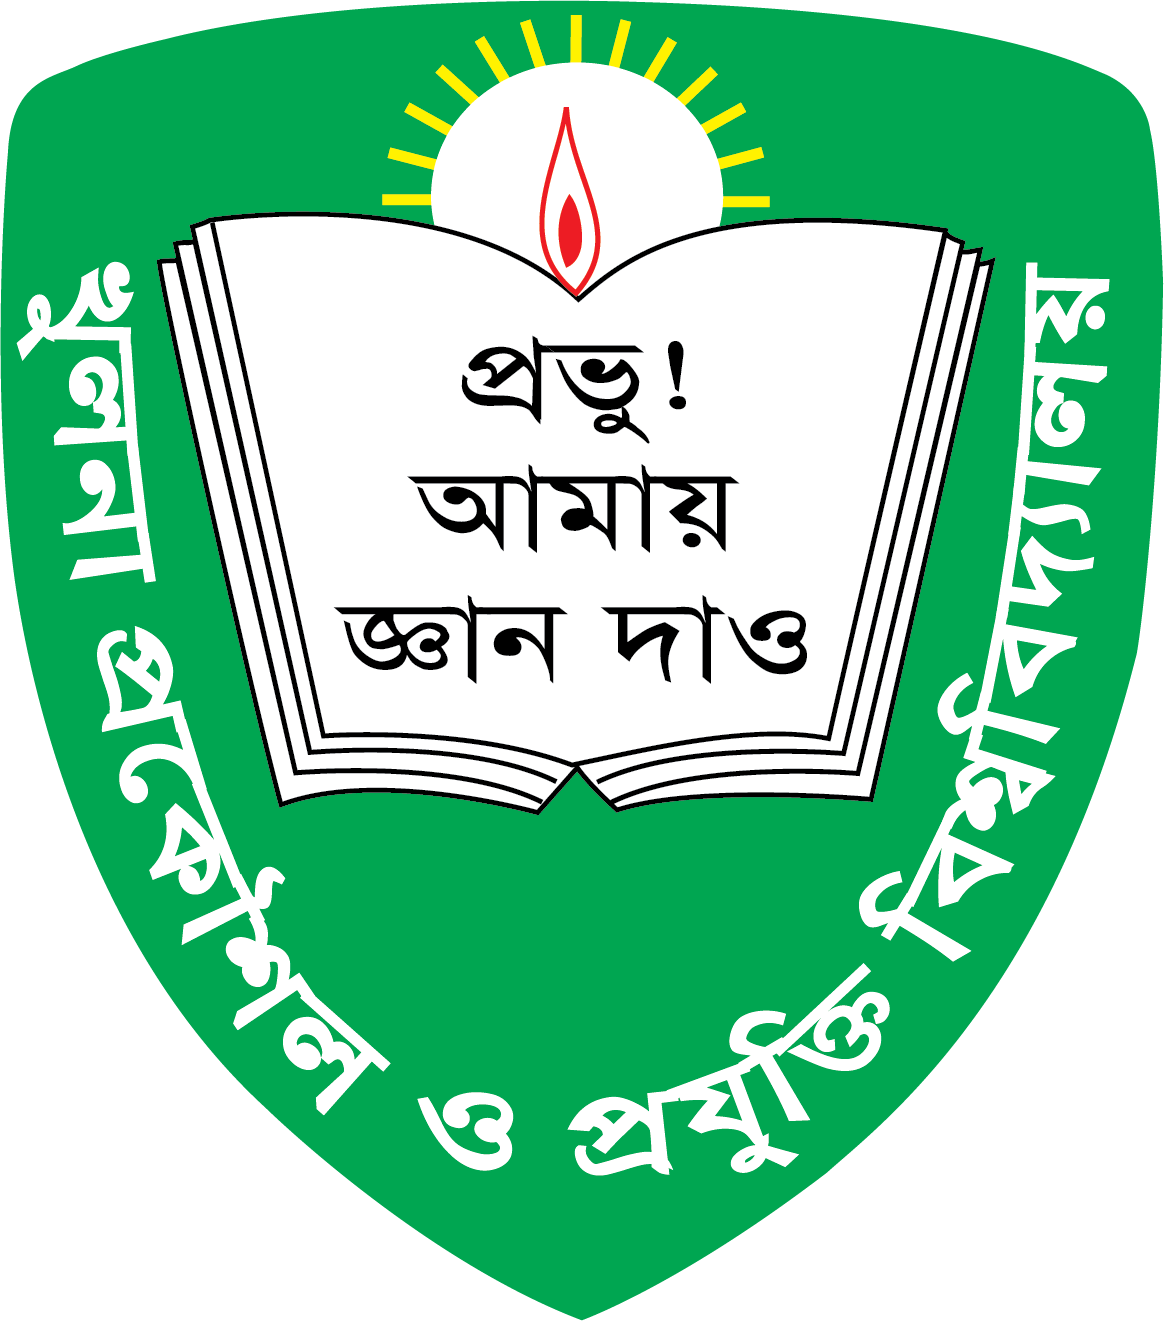 প্রভু!
আমায়
জ্ঞান দাও
খুলনা প্রকৌশল ও প্রযুক্তি বিশ্ববিদ্যালয়